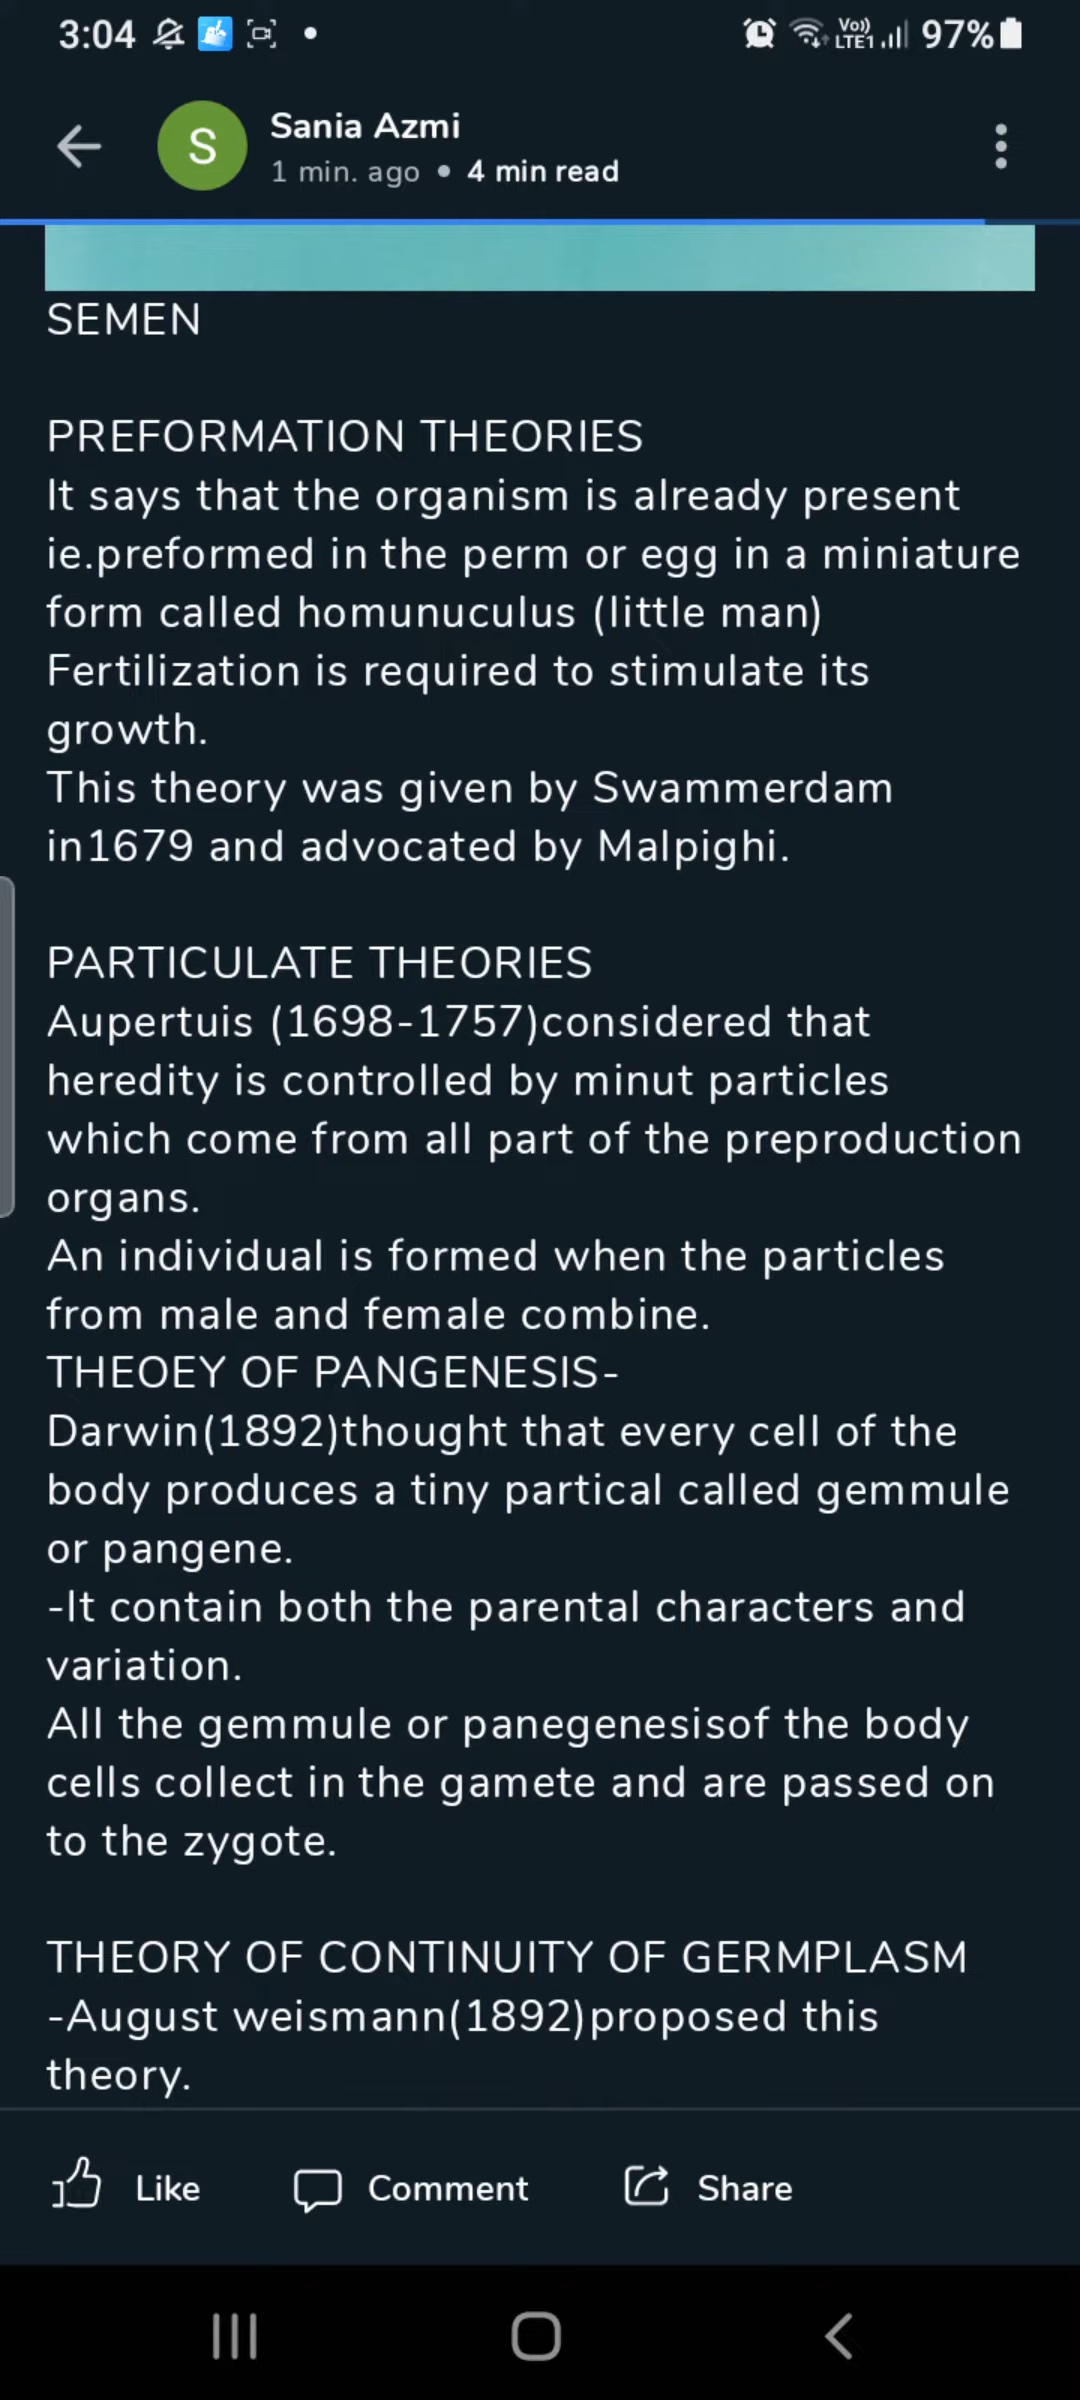 3:04
Vo))
LTE1
97%
S
Sania Azmi
1 min. ago • 4 min read
SEMEN
PREFORMATION THEORIES
It says that the organism is already present
ie.preformed in the perm or egg in a miniature
form called homunuculus (little man)
Fertilization is required to stimulate its
growth.
This theory was given by Swammerdam
in1679 and advocated by Malpighi.
PARTICULATE THEORIES
Aupertuis (1698-1757)considered that
heredity is controlled by minut particles
which come from all part of the preproduction
organs.
An individual is formed when the particles
from male and female combine.
THEOEY OF PANGENESIS-
Darwin(1892)thought that every cell of the
body produces a tiny partical called gemmule
or pangene.
-It contain both the parental characters and
variation.
All the gemmule or panegenesisof the body
cells collect in the gamete and are passed on
to the zygote.
THEORY OF CONTINUITY OF GERMPLASM
-August weismann(1892)proposed this
theory.
Like
Comment
Share